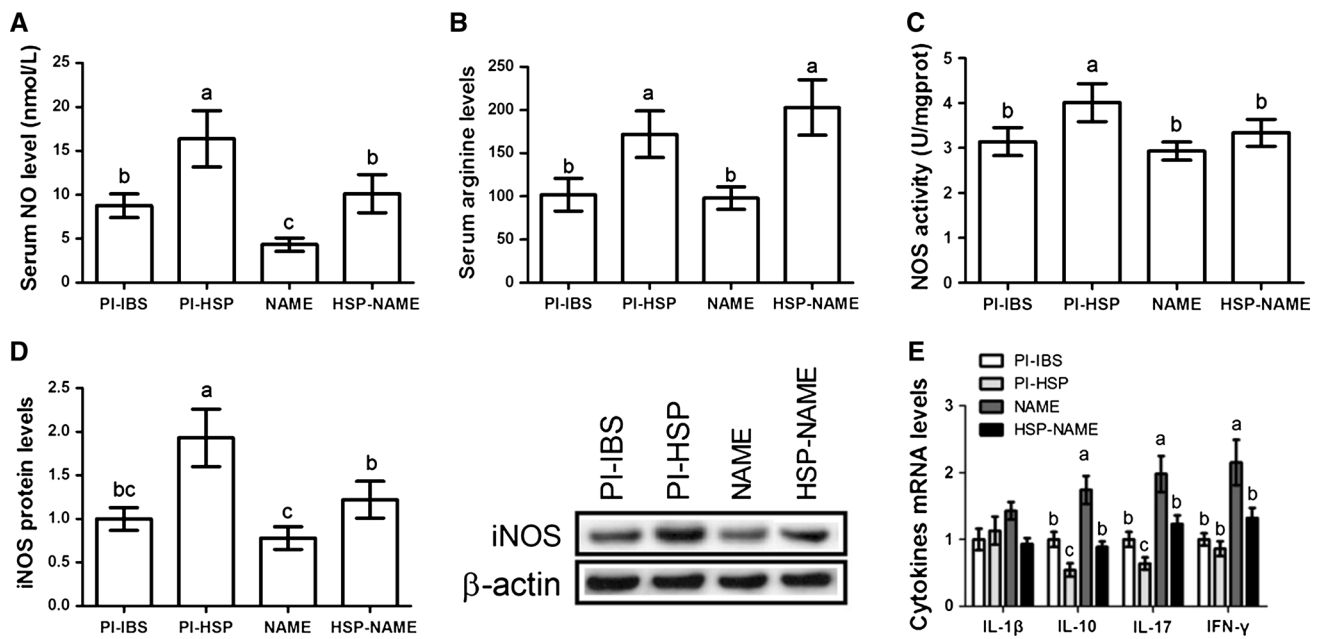 A
Serum NO level (nmol/L)
25
20
15
10
5
0
b
a
c
b
PI-IBS PI-HSP NAME HSP-NAME
B
Serum arginine levels
250
200
150
100
50
0
b
a
b
a
PI-IBS PI-HSP NAME HSP-NAME
C
NOS activity (U/mgprot)
5
4
3
2
1
0
b
a
b
b
PI-IBS PI-HSP NAME HSP-NAME
D
iNOS protein levels
2.5
2.0
1.5
1.0
0.5
0.0
bc
a
c
b
PI-IBS PI-HSP NAME HSP-NAME
PI-IBS
PI-HSP
NAME
HSP-NAME
iNOS
β-actin
E
PI-IBS
PI-HSP
NAME
HSP-NAME
Cytokines mRNA levels
3
2
1
0
b
c
a
b
b
c
a
b
b
b
a
b
IL-1β IL-10 IL-17 IFN-γ